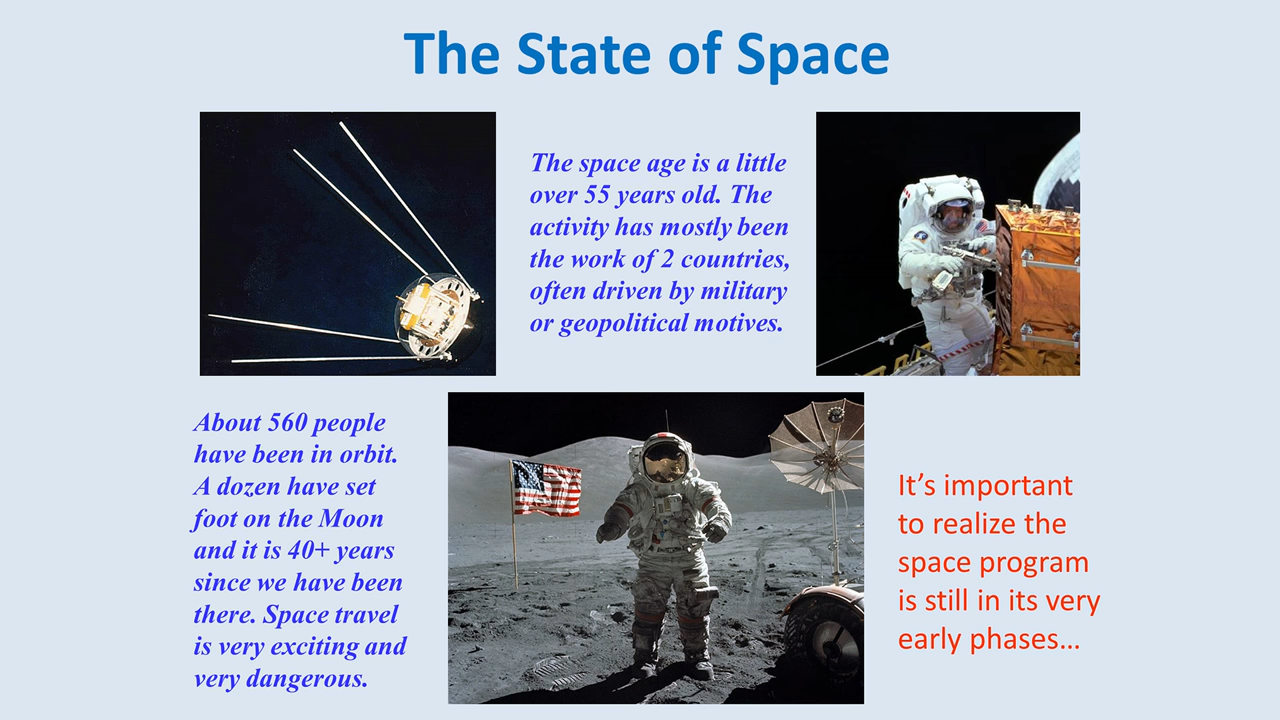 The State of Space
The space age is a little
over 55 years old. The
activity has mostly been
the work of 2 countries,
often driven by military
or geopolitical motives.
About 560 people
have been in orbit.
A dozen have set
foot on the Moon
and it is 40+ years
since we have been
there. Space travel
is very exciting and
very dangerous.
It’s important
to realize the
space program
is still in its very
early phases…